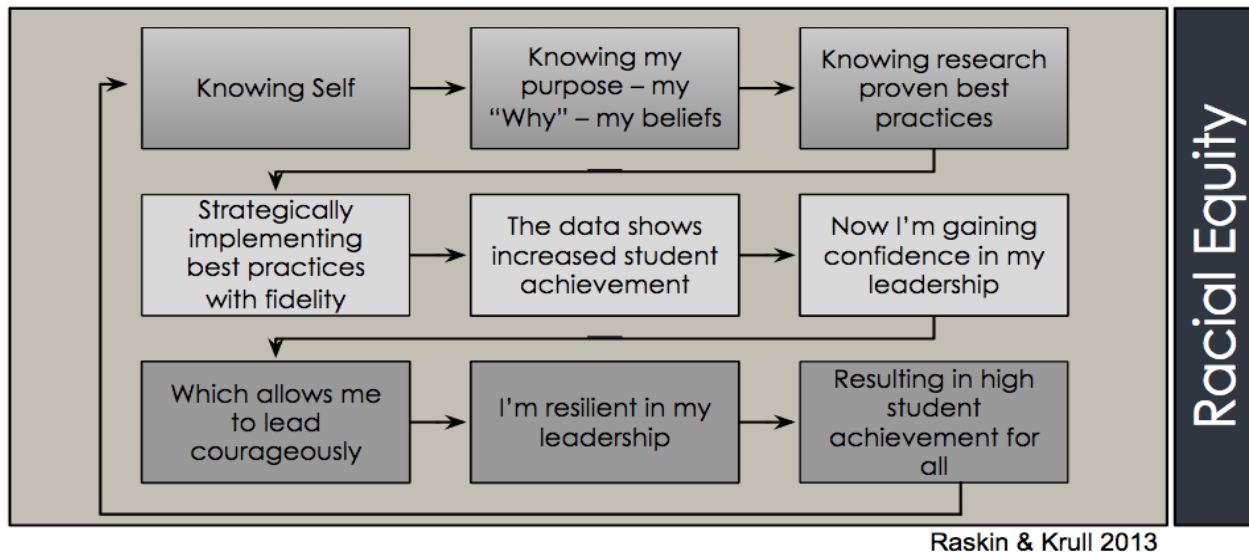 Knowing Self
Knowing my
purpose – my
“Why” – my beliefs
Knowing research
proven best
practices
Strategically
implementing
best practices
with fidelity
The data shows
increased student
achievement
Now I’m gaining
confidence in my
leadership
Which allows me
to lead
courageously
I’m resilient in my
leadership
Resulting in high
student
achievement for
all
Racial Equity
Raskin & Krull 2013